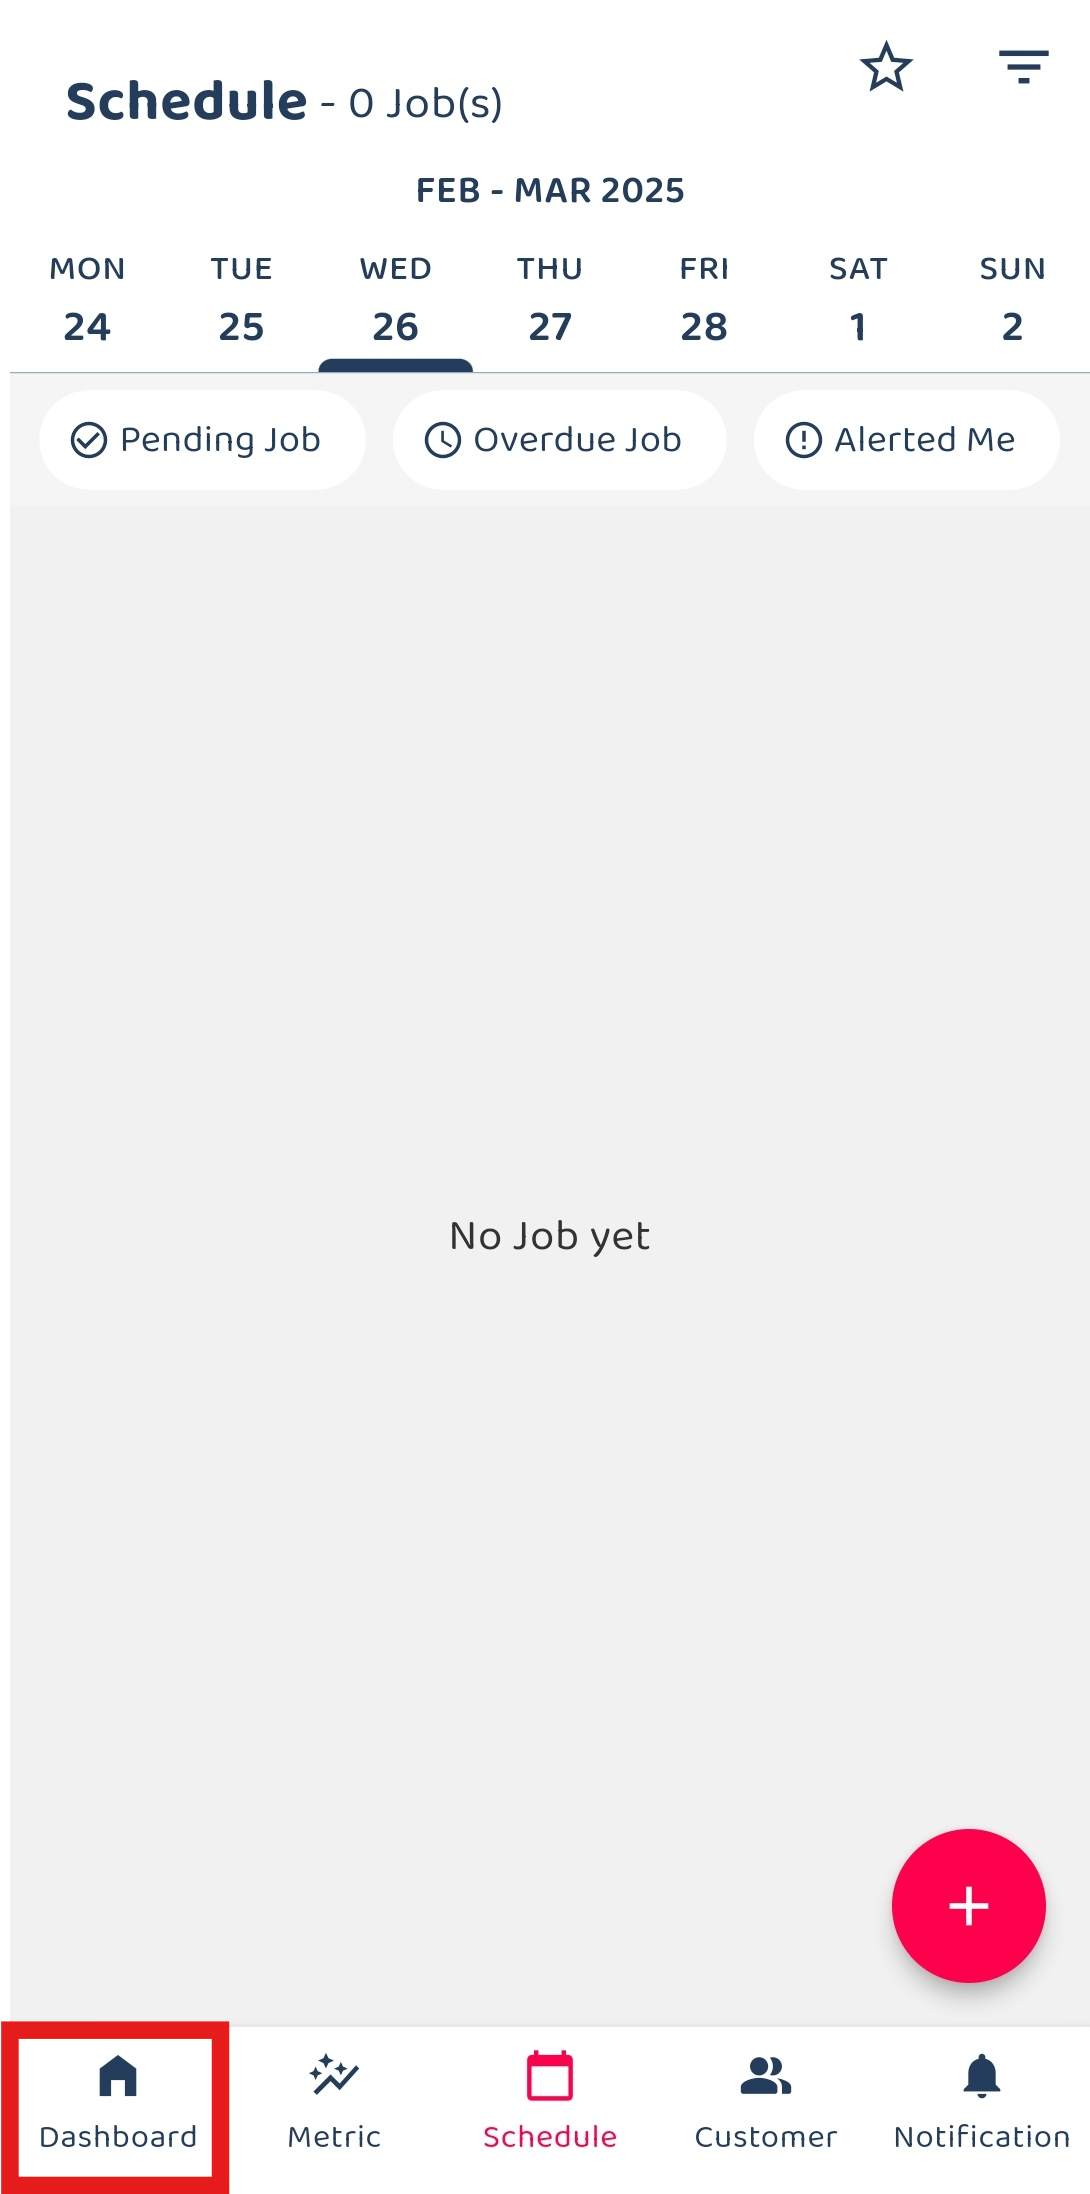 Schedule - 0 Job(s)
FEB - MAR 2025
MON TUE WED THU FRI SAT SUN
24 25 26 27 28 1 2
Pending Job Overdue Job Alerted Me
No Job yet
Dashboard Metric Schedule Customer Notification